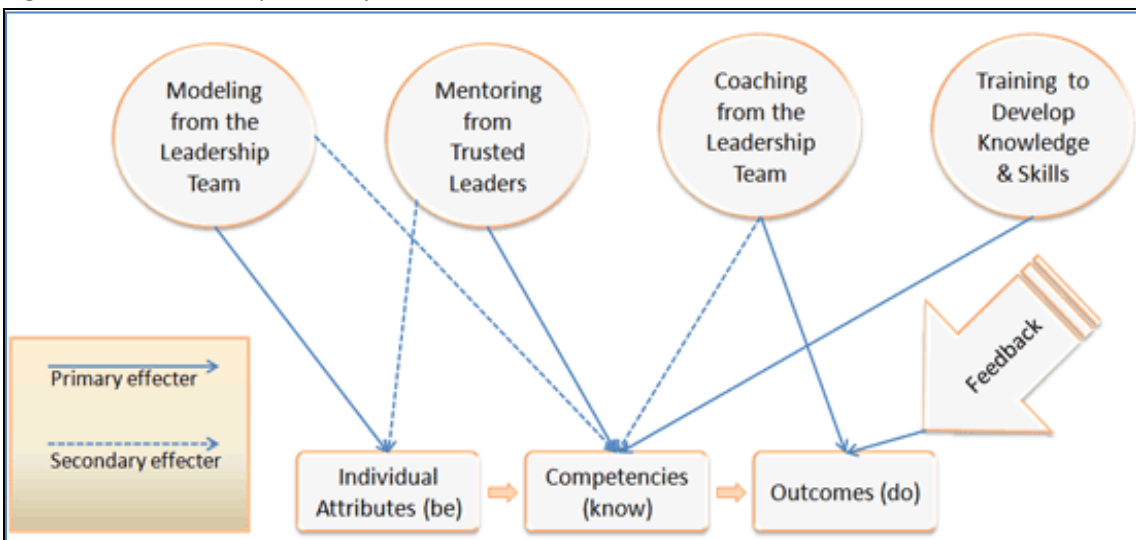 Modeling
from the
Leadership
Team
Mentoring
from
Trusted
Leaders
Coaching
from the
Leadership
Team
Training to
Develop
Knowledge
& Skills
Feedback
Primary effecter
Secondary effecter
Individual
Attributes (be)
Competencies
(know)
Outcomes (do)